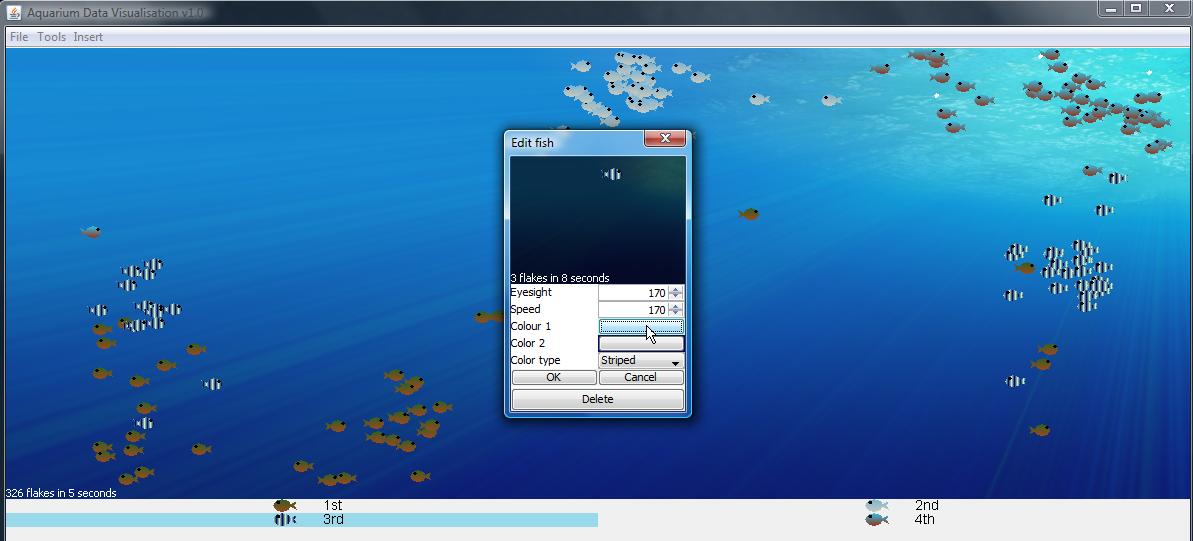 Aquarium Data Visualisation v1.0
File Tools Insert
Edit fish
3 flakes in 8 seconds
Eyesight 170
Speed 170
Colour 1
Color 2
Color type Striped
OK Cancel
Delete
326 flakes in 5 seconds
1st 2nd
3rd 4th